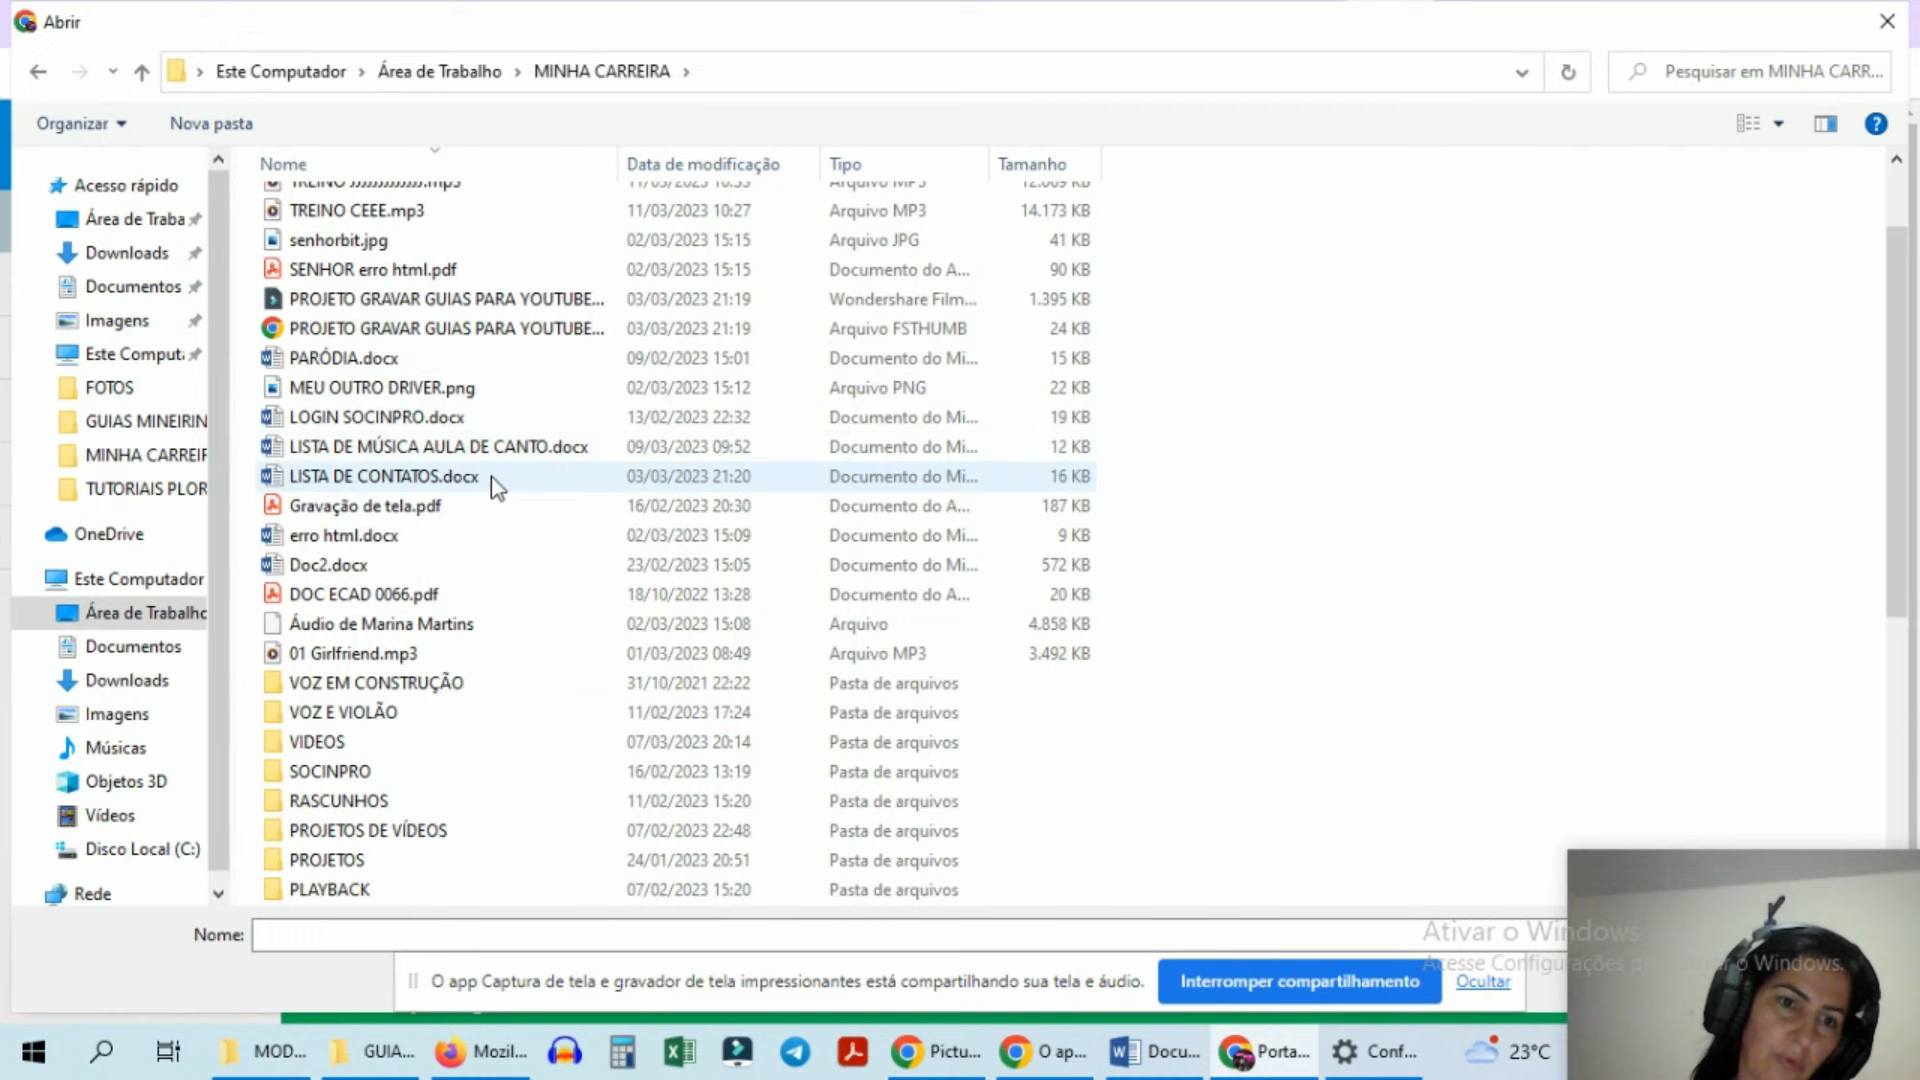 Abrir
Este Computador > Área de Trabalho > MINHA CARREIRA >
Pesquisar em MINHA CARR...
Organizar
Nova pasta
Nome
Data de modificação
Tipo
Tamanho
TREINO CEEE.mp3 11/03/2023 10:27 Arquivo MP3 14.173 KB
senhorbit.jpg 02/03/2023 15:15 Arquivo JPG 41 KB
SENHOR erro html.pdf 02/03/2023 15:15 Documento do A... 90 KB
PROJETO GRAVAR GUIAS PARA YOUTUBE... 03/03/2023 21:19 Wondershare Film... 1.395 KB
PROJETO GRAVAR GUIAS PARA YOUTUBE... 03/03/2023 21:19 Arquivo FSTHUMB 24 KB
PARÓDIA.docx 09/02/2023 15:01 Documento do Mi... 15 KB
MEU OUTRO DRIVER.png 02/03/2023 15:12 Arquivo PNG 22 KB
LOGIN SOCINPRO.docx 13/02/2023 22:32 Documento do Mi... 19 KB
LISTA DE MÚSICA AULA DE CANTO.docx 09/03/2023 09:52 Documento do Mi... 12 KB
LISTA DE CONTATOS.docx 03/03/2023 21:20 Documento do Mi... 16 KB
Gravação de tela.pdf 16/02/2023 20:30 Documento do A... 187 KB
erro html.docx 02/03/2023 15:09 Documento do Mi... 9 KB
Doc2.docx 23/02/2023 15:05 Documento do Mi... 572 KB
DOC ECAD 0066.pdf 18/10/2022 13:28 Documento do A... 20 KB
Áudio de Marina Martins 02/03/2023 15:08 Arquivo 4.858 KB
01 Girlfriend.mp3 01/03/2023 08:49 Arquivo MP3 3.492 KB
VOZ EM CONSTRUÇÃO 31/10/2021 22:22 Pasta de arquivos
VOZ E VIOLÃO 11/02/2023 17:24 Pasta de arquivos
VIDEOS 07/03/2023 20:14 Pasta de arquivos
SOCINPRO 16/02/2023 13:19 Pasta de arquivos
RASCUNHOS 11/02/2023 15:20 Pasta de arquivos
PROJETOS DE VÍDEOS 07/02/2023 22:48 Pasta de arquivos
PROJETOS 24/01/2023 20:51 Pasta de arquivos
PLAYBACK 07/02/2023 15:20 Pasta de arquivos
Acesso rápido
Área de Traba
Downloads
Documentos
Imagens
Este Comput
FOTOS
GUIAS MINEIRIN
MINHA CARREIR
TUTORIAIS PLOR
OneDrive
Este Computador
Área de Trabalho
Documentos
Downloads
Imagens
Músicas
Objetos 3D
Vídeos
Disco Local (C:)
Rede
Nome:
Ativar o Windows
Acesse Configurações
o Windows.
O app Captura de tela e gravador de tela impressionantes está compartilhando sua tela e áudio.
Interromper compartilhamento
Ocultar
MOD...
GUIA...
Mozil...
Pictu...
O ap...
Docu...
Porta...
Conf...
23°C